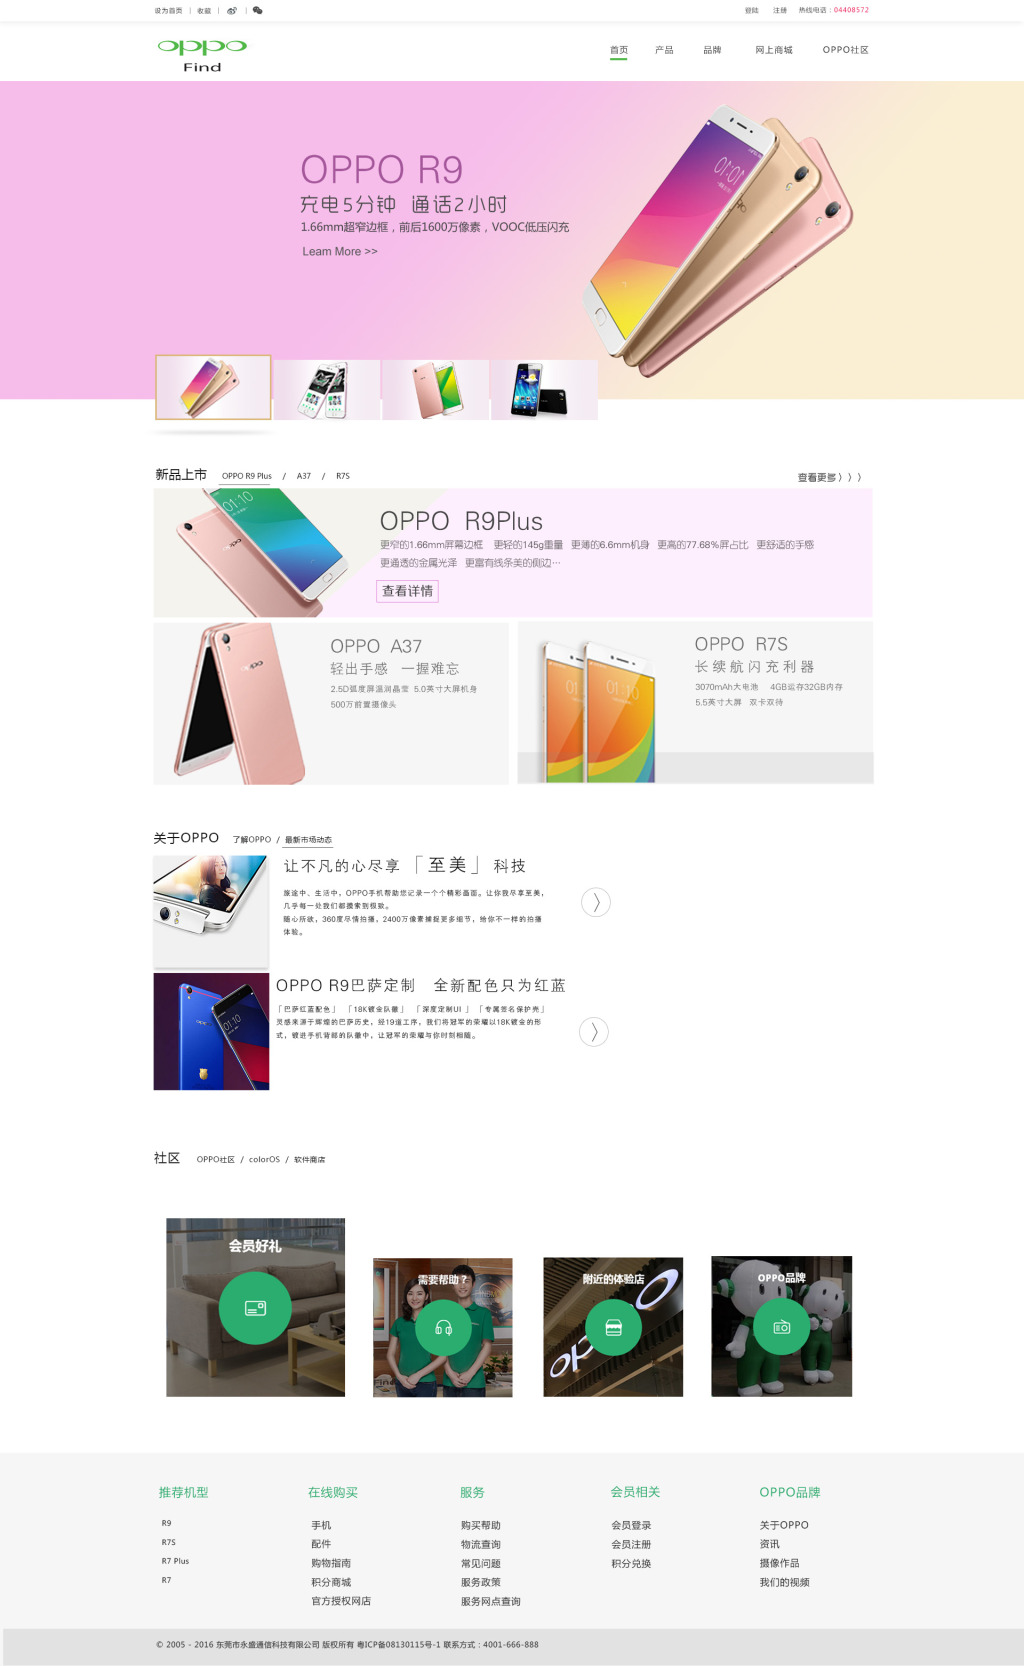 设为首页 | 收藏 | |
登陆 注册 热线电话：04408572
oppo
Find
首页 产品 品牌 网上商城 OPPO社区
OPPO R9
充电5分钟 通话2小时
1.66mm超窄边框，前后1600万像素，VOOC低压闪充
Learn More >>
新品上市 OPPO R9 Plus / A37 / R7S
查看更多 〉〉〉
OPPO R9Plus
更窄的1.66mm屏幕边框 更轻的145g重量 更薄的6.6mm机身 更高的77.68%屏占比 更舒适的手感
更通透的金属光泽 更富有线条美的侧边…
查看详情
OPPO A37
轻出手感 一握难忘
2.5D弧度屏温润晶莹 5.0英寸大屏机身
500万前置摄像头
OPPO R7S
长续航闪充利器
3070mAh大电池 4GB运存32GB内存
5.5英寸大屏 双卡双待
关于OPPO 了解OPPO / 最新市场动态
让不凡的心尽享「至美」科技
旅途中、生活中，OPPO手机帮助您记录一个个精彩画面。让你我尽享至美，
几乎每一处我们都摸索到极致。
随心所欲，360度尽情拍摄，2400万像素捕捉更多细节，给你不一样的拍摄
体验。
OPPO R9巴萨定制 全新配色只为红蓝
「巴萨红蓝配色」 「18K镀金队徽」 「深度定制UI 」 「专属签名保护壳」
灵感来源于辉煌的巴萨历史，经19道工序，我们将冠军的荣耀以18K镀金的形
式，镀进手机背部的队徽中，让冠军的荣耀与你时刻相随。
社区 OPPO社区 / colorOS / 软件商店
会员好礼
需要帮助？
附近的体验店
OPPO品牌
推荐机型
R9
R7S
R7 Plus
R7
在线购买
手机
配件
购物指南
积分商城
官方授权网店
服务
购买帮助
物流查询
常见问题
服务政策
服务网点查询
会员相关
会员登录
会员注册
积分兑换
OPPO品牌
关于OPPO
资讯
摄像作品
我们的视频
© 2005 - 2016 东莞市永盛通信科技有限公司 版权所有 粤ICP备08130115号-1 联系方式：4001-666-888